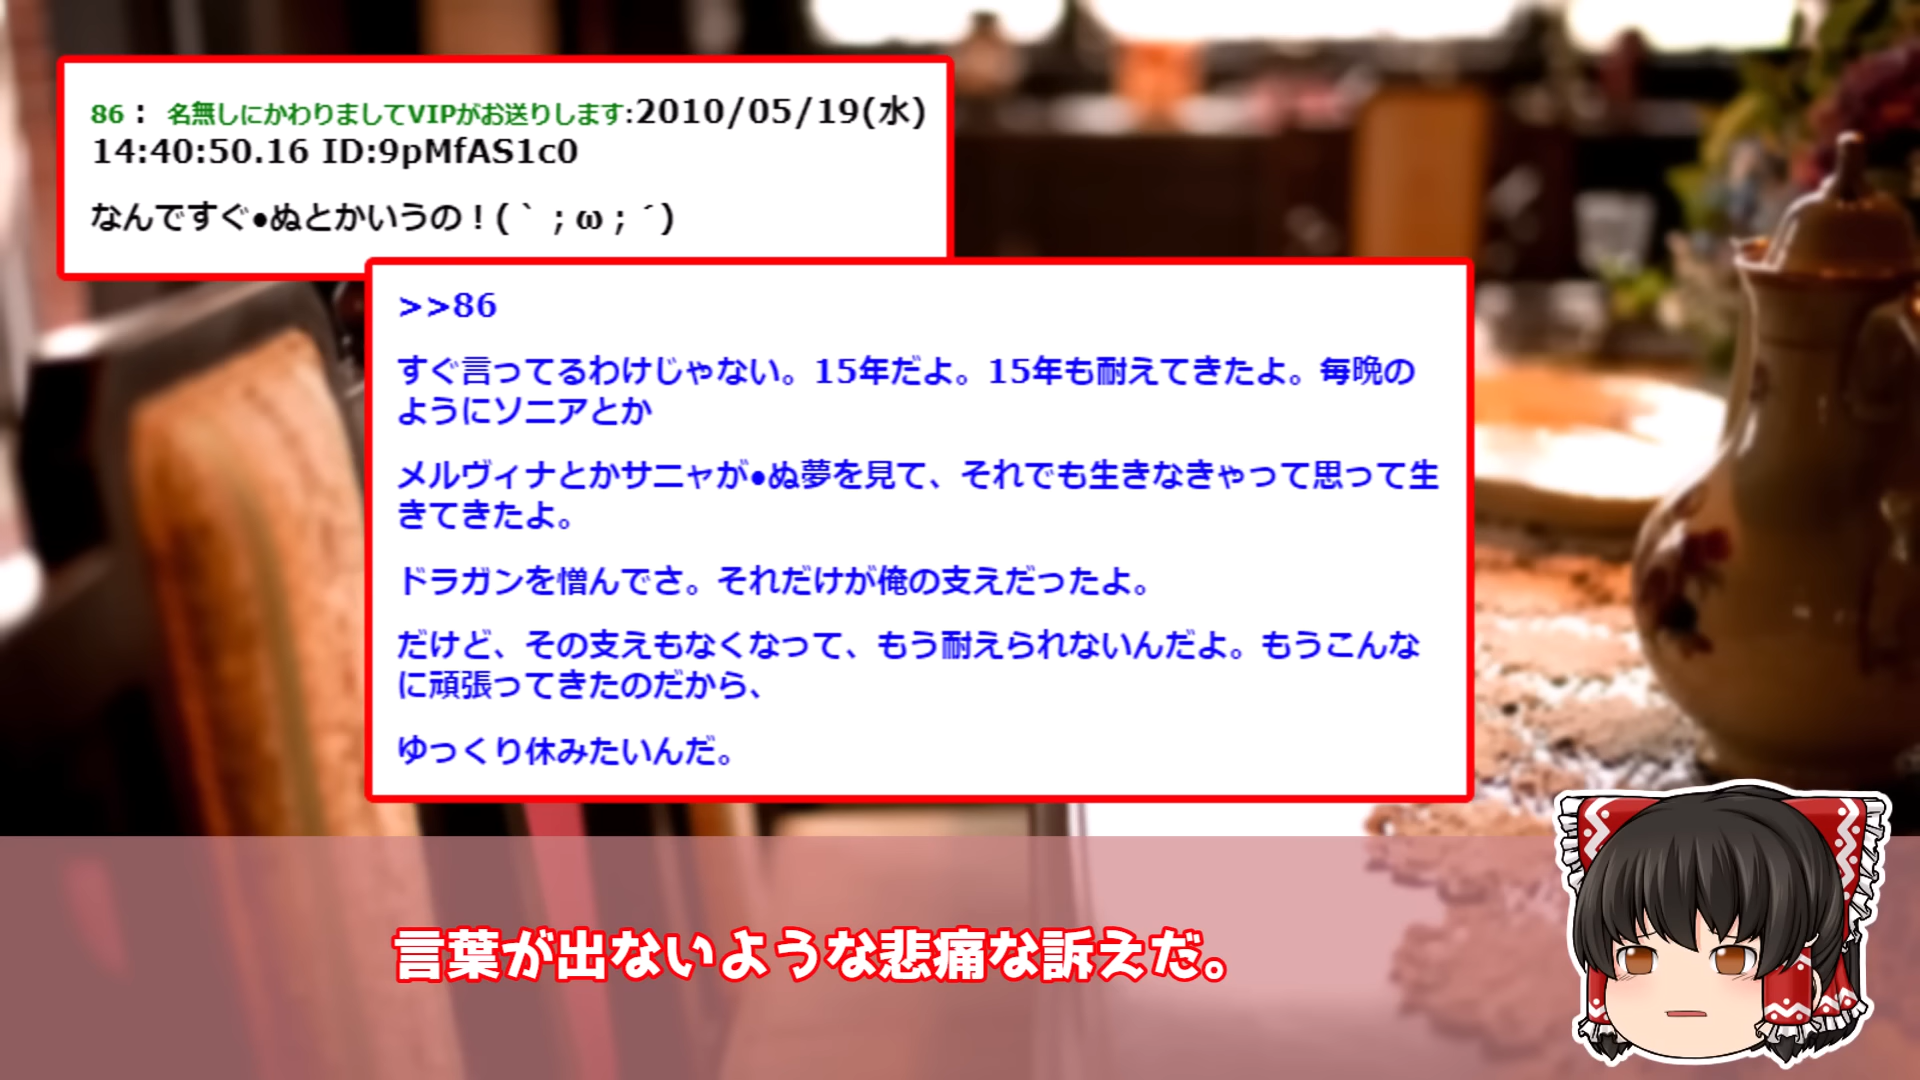 86： 名無しにかわりましてVIPがお送りします:2010/05/19(水)
14:40:50.16 ID:9pMfAS1c0
なんですぐ●ぬとかいうの！(｀；ω；´)
>>86
すぐ言ってるわけじゃない。15年だよ。15年も耐えてきたよ。毎晩の
ようにソニアとか
メルヴィナとかサニャが●ぬ夢を見て、それでも生きなきゃって思って生
きてきたよ。
ドラガンを憎んでさ。それだけが俺の支えだったよ。
だけど、その支えもなくなって、もう耐えられないんだよ。もうこんな
に頑張ってきたのだから、
ゆっくり休みたいんだ。
言葉が出ないような悲痛な訴えだ。